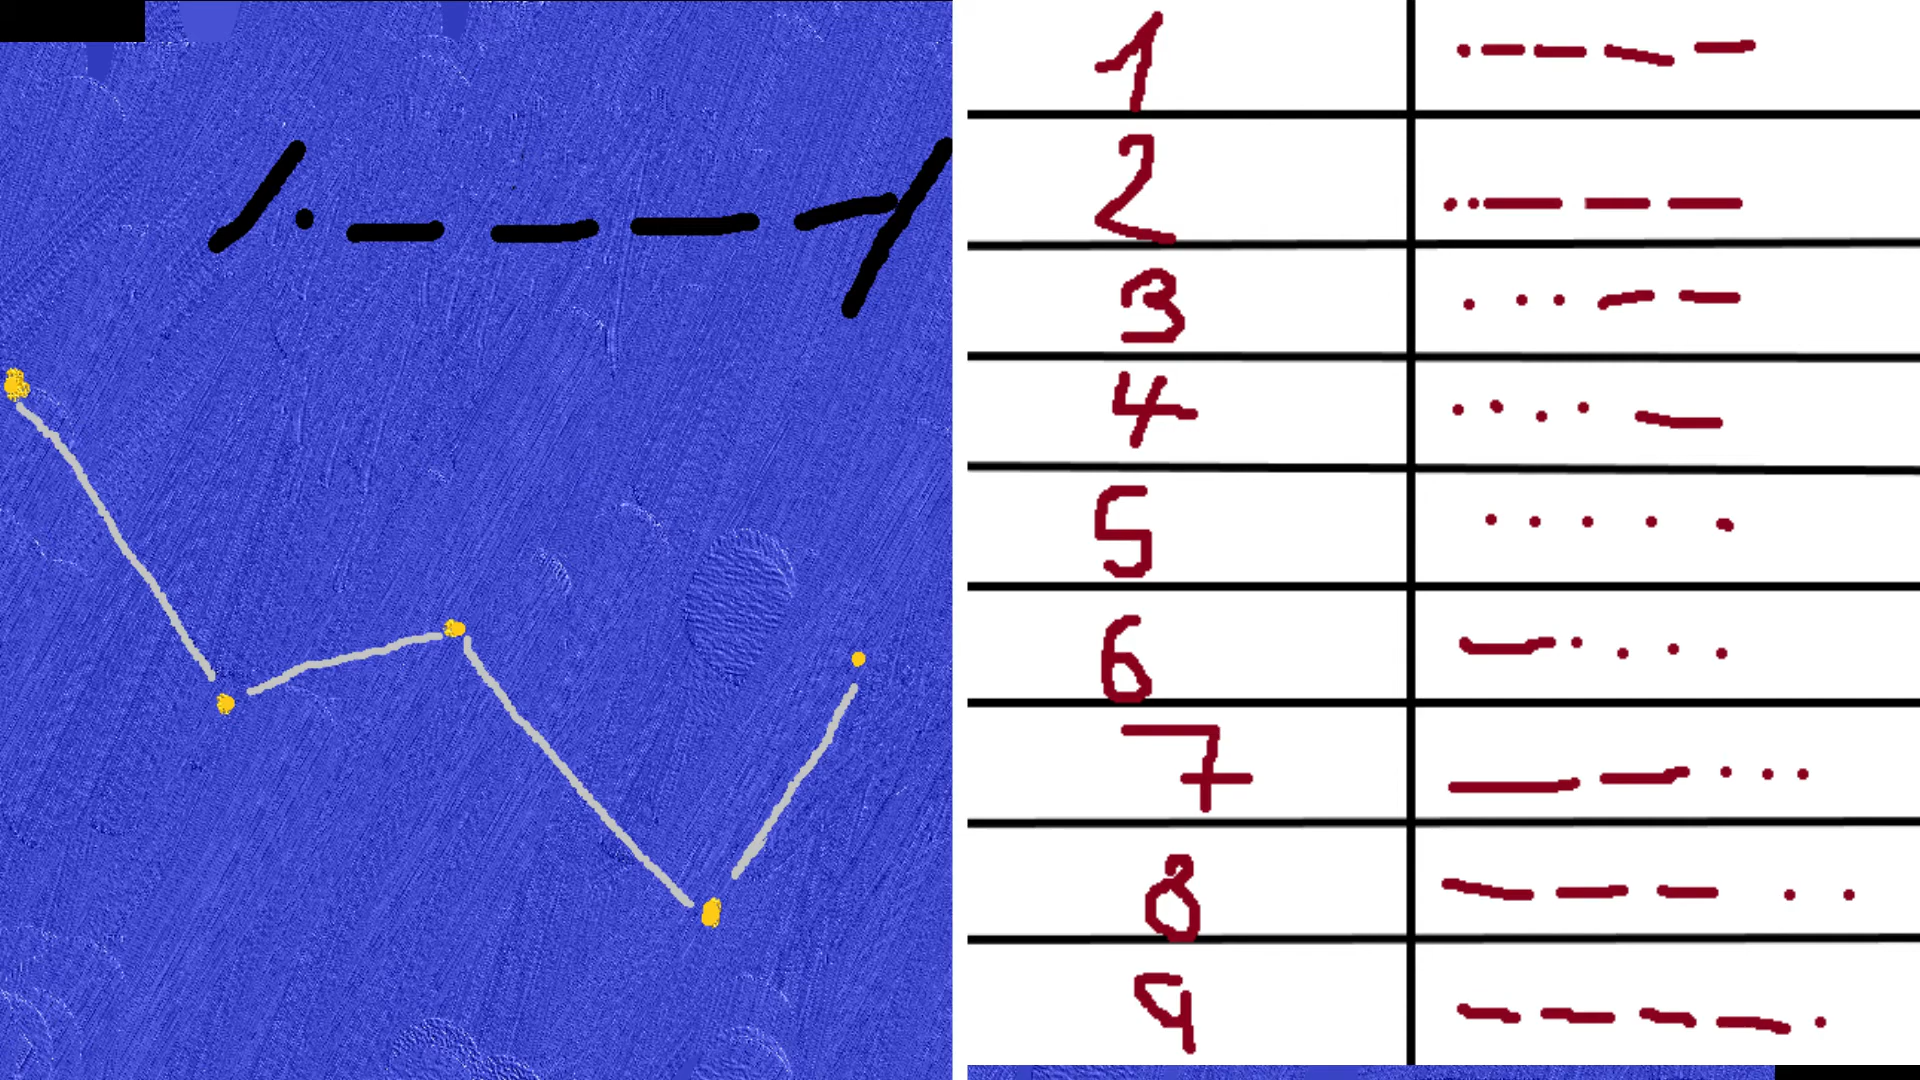 /. _ _ _ _/
1 . _ _ _ _
2 . . _ _ _
3 . . . _ _
4 . . . . _
5 . . . . .
6 _ . . . .
7 _ _ . . .
8 _ _ _ . .
9 _ _ _ _ .